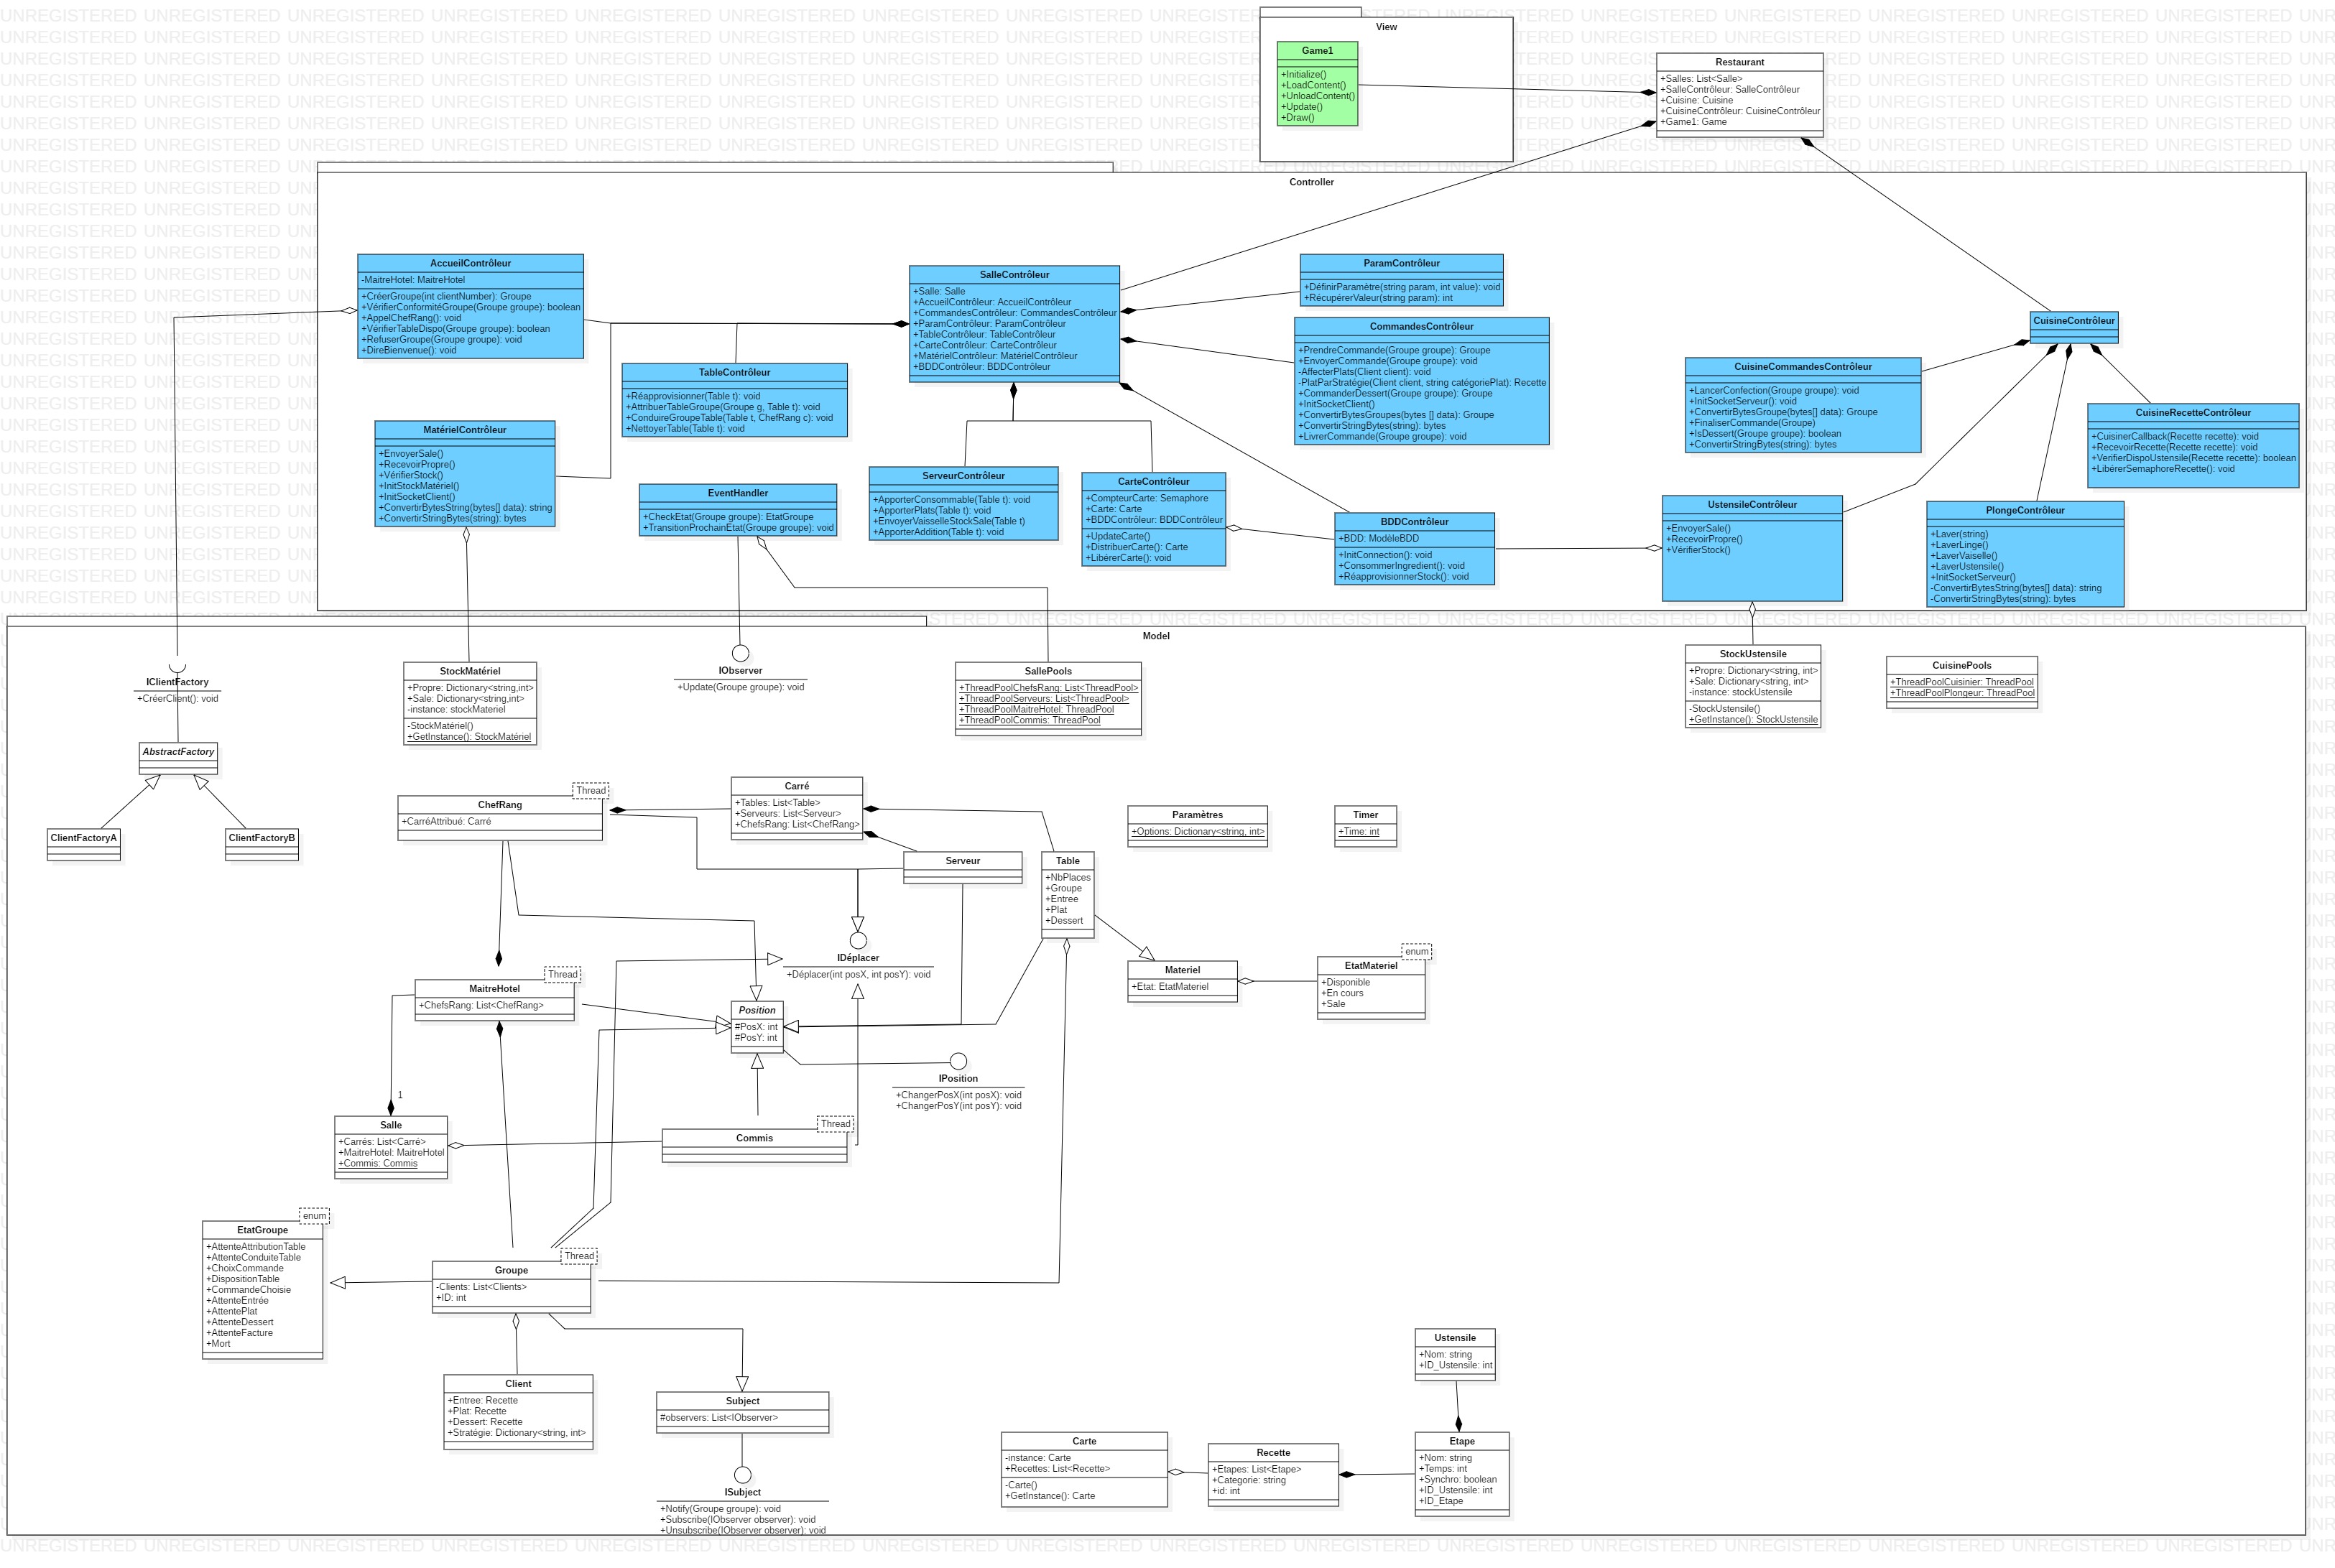 View
Game1
+Initialize()
+LoadContent()
+UnloadContent()
+Update()
+Draw()
Restaurant
+Salles: List<Salle>
+SalleContrôleur: SalleContrôleur
+Cuisine: Cuisine
+CuisineContrôleur: CuisineContrôleur
+Game1: Game
Controller
AccueilContrôleur
-MaitreHotel: MaitreHotel
+CréerGroupe(int clientNumber): Groupe
+VérifierConformitéGroupe(Groupe groupe): boolean
+AppelChefRang(): void
+VérifierTableDispo(Groupe groupe): boolean
+RefuserGroupe(Groupe groupe): void
+DireBienvenue(): void
SalleContrôleur
+Salle: Salle
+AccueilContrôleur: AccueilContrôleur
+CommandesContrôleur: CommandesContrôleur
+ParamContrôleur: ParamContrôleur
+TableContrôleur: TableContrôleur
+CarteContrôleur: CarteContrôleur
+MatérielContrôleur: MatérielContrôleur
+BDDContrôleur: BDDContrôleur
ParamContrôleur
+DéfinirParamètre(string param, int value): void
+RécupérerValeur(string param): int
CommandesContrôleur
+PrendreCommande(Groupe groupe): Groupe
+EnvoyerCommande(Groupe groupe): void
-AffecterPlats(Client client): void
-PlatParStratégie(Client client, string catégoriePlat): Recette
+CommanderDessert(Groupe groupe): Groupe
+InitSocketClient()
+ConvertirBytesGroupes(bytes [] data): Groupe
+ConvertirStringBytes(string): bytes
+LivrerCommande(Groupe groupe): void
CuisineContrôleur
TableContrôleur
+Réapprovisionner(Table t): void
+AttribuerTableGroupe(Groupe g, Table t): void
+ConduireGroupeTable(Table t, ChefRang c): void
+NettoyerTable(Table t): void
CuisineCommandesContrôleur
+LancerConfection(Groupe groupe): void
+InitSocketServeur(): void
+ConvertirBytesGroupe(bytes[] data): Groupe
+FinaliserCommande(Groupe)
+IsDessert(Groupe groupe): boolean
+ConvertirStringBytes(string): bytes
CuisineRecetteContrôleur
+CuisinerCallback(Recette recette): void
+RecevoirRecette(Recette recette): void
+VerifierDispoUstensile(Recette recette): boolean
+LibérerSemaphoreRecette(): void
MatérielContrôleur
+EnvoyerSale()
+RecevoirPropre()
+VérifierStock()
+InitStockMatériel()
+InitSocketClient()
+ConvertirBytesString(bytes[] data): string
+ConvertirStringBytes(string): bytes
EventHandler
+CheckEtat(Groupe groupe): EtatGroupe
+TransitionProchainEtat(Groupe groupe): void
ServeurContrôleur
+ApporterConsommable(Table t): void
+ApporterPlats(Table t): void
+EnvoyerVaisselleStockSale(Table t)
+ApporterAddition(Table t): void
CarteContrôleur
+CompteurCarte: Semaphore
+Carte: Carte
+BDDContrôleur: BDDContrôleur
+UpdateCarte()
+DistribuerCarte(): Carte
+LibérerCarte(): void
BDDContrôleur
+BDD: ModèleBDD
+InitConnection(): void
+ConsommerIngredient(): void
+RéapprovisionnerStock(): void
UstensileContrôleur
+EnvoyerSale()
+RecevoirPropre()
+VérifierStock()
PlongeContrôleur
+Laver(string)
+LaverLinge()
+LaverVaiselle()
+LaverUstensile()
+InitSocketServeur()
-ConvertirBytesString(bytes[] data): string
-ConvertirStringBytes(string): bytes
Model
IClientFactory
+CréerClient(): void
StockMatériel
+Propre: Dictionary<string,int>
+Sale: Dictionary<string,int>
-instance: stockMateriel
-StockMatériel()
+GetInstance(): StockMatériel
IObserver
+Update(Groupe groupe): void
SallePools
+ThreadPoolChefsRang: List<ThreadPool>
+ThreadPoolServeurs: List<ThreadPool>
+ThreadPoolMaitreHotel: ThreadPool
+ThreadPoolCommis: ThreadPool
StockUstensile
+Propre: Dictionary<string, int>
+Sale: Dictionary<string, int>
-instance: stockUstensile
-StockUstensile()
+GetInstance(): StockUstensile
CuisinePools
+ThreadPoolCuisinier: ThreadPool
+ThreadPoolPlongeur: ThreadPool
AbstractFactory
ClientFactoryA
ClientFactoryB
Thread
ChefRang
+CarréAttribué: Carré
Carré
+Tables: List<Table>
+Serveurs: List<Serveur>
+ChefsRang: List<ChefRang>
Paramètres
+Options: Dictionary<string, int>
Timer
+Time: int
Serveur
Table
+NbPlaces
+Groupe
+Entree
+Plat
+Dessert
IDéplacer
+Déplacer(int posX, int posY): void
Materiel
+Etat: EtatMateriel
enum
EtatMateriel
+Disponible
+En cours
+Sale
Thread
MaitreHotel
+ChefsRang: List<ChefRang>
Position
#PosX: int
#PosY: int
IPosition
+ChangerPosX(int posX): void
+ChangerPosY(int posY): void
1
Salle
+Carrés: List<Carré>
+MaitreHotel: MaitreHotel
+Commis: Commis
Thread
Commis
enum
EtatGroupe
+AttenteAttributionTable
+AttenteConduiteTable
+ChoixCommande
+DispositionTable
+CommandeChoisie
+AttenteEntrée
+AttentePlat
+AttenteDessert
+AttenteFacture
+Mort
Thread
Groupe
-Clients: List<Clients>
+ID: int
Client
+Entree: Recette
+Plat: Recette
+Dessert: Recette
+Stratégie: Dictionary<string, int>
Subject
#observers: List<IObserver>
ISubject
+Notify(Groupe groupe): void
+Subscribe(IObserver observer): void
+Unsubscribe(IObserver observer): void
Carte
-instance: Carte
+Recettes: List<Recette>
-Carte()
+GetInstance(): Carte
Recette
+Etapes: List<Etape>
+Categorie: string
+id: int
Ustensile
+Nom: string
+ID_Ustensile: int
Etape
+Nom: string
+Temps: int
+Synchro: boolean
+ID_Ustensile: int
+ID_Etape